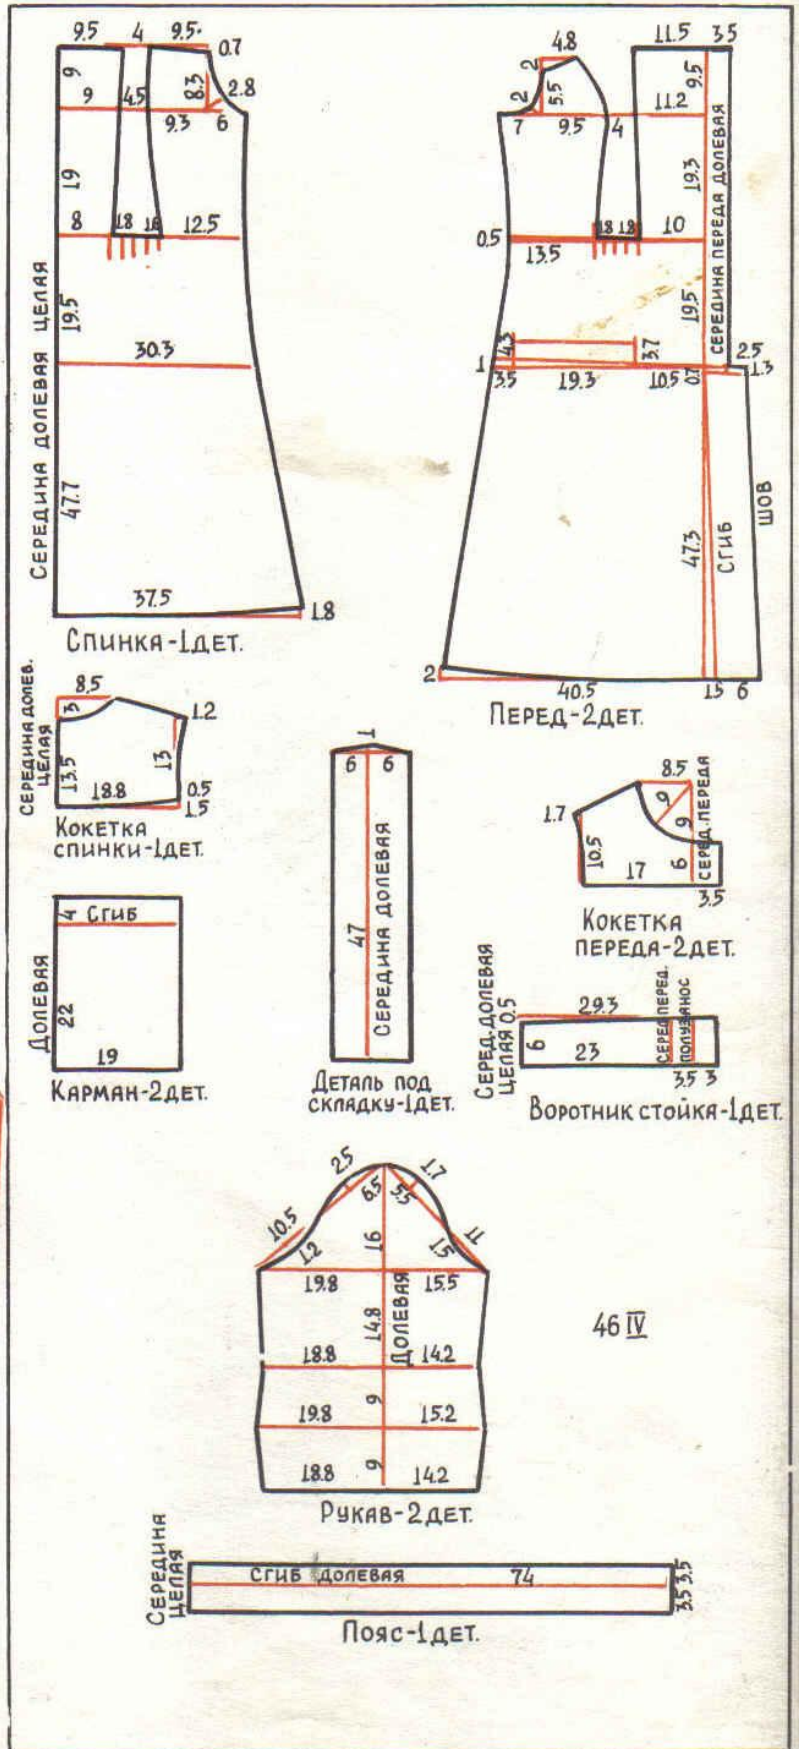 9.5 4 9.5
0.7
9 8.3 2.8
9 4.5
9.3 6
19
8 18 18 12.5
19.5
30.3
СЕРЕДИНА ДОЛЕВАЯ ЦЕЛАЯ
47.7
37.5 1.8
СПИНКА-1ДЕТ.
4.8 11.5 3.5
2 9.5
2 5.5 11.2
7 9.5 4
19.3
СЕРЕДИНА ПЕРЕДА ДОЛЕВАЯ
0.5 18 18 10
13.5
19.5
4.3 3.7 2.5
1 3.5 19.3 10.5 0.7 1.3
47.3 СГИБ ШОВ
2 40.5 1.5 6
ПЕРЕД-2ДЕТ.
СЕРЕДИНА ДОЛЕВ.
ЦЕЛАЯ
8.5
3 1.2
13.5 13
18.8 0.5
1.5
КОКЕТКА
СПИНКИ-1ДЕТ.
1
6 6
47 СЕРЕДИНА ДОЛЕВАЯ
ДЕТАЛЬ ПОД
СКЛАДКУ-1ДЕТ.
8.5
1.7 9 9
СЕРЕД. ПЕРЕДА
10.5 17 6
3.5
КОКЕТКА
ПЕРЕДА-2ДЕТ.
4 СГИБ
ДОЛЕВАЯ
22
19
КАРМАН-2ДЕТ.
СЕРЕД. ДОЛЕВАЯ
ЦЕЛАЯ 0.5
29.3
6 23
СЕРЕД. ПЕРЕД.
ПОЛУЗАНОС
3.5 3
ВОРОТНИК СТОЙКА-1ДЕТ.
2.5 1.7
6.5 5.5
10.5 1.2 16 1.5 11
19.8 15.5
14.8 ДОЛЕВАЯ
18.8 14.2
9
19.8 15.2
9
18.8 14.2
РУКАВ-2ДЕТ.
46 IV
СЕРЕДИНА
ЦЕЛАЯ
СГИБ ДОЛЕВАЯ 74
3.5 3.5
ПОЯС-1ДЕТ.